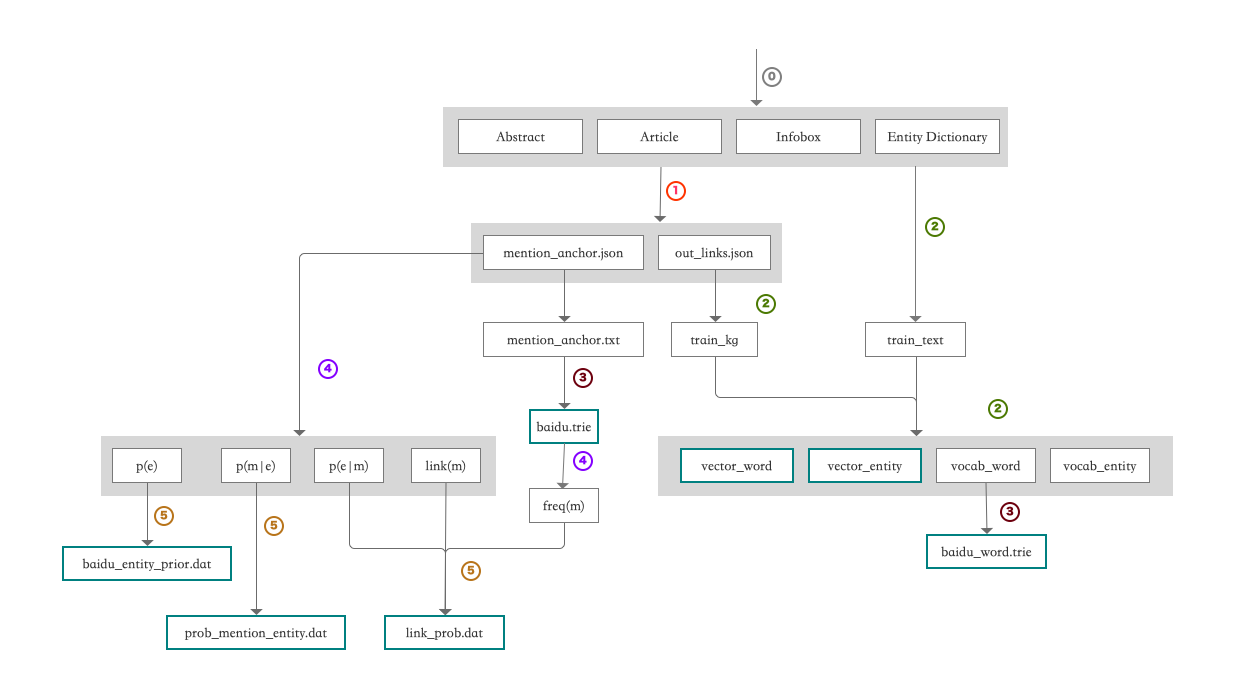 0
Abstract
Article
Infobox
Entity Dictionary
1
2
mention_anchor.json
out_links.json
2
mention_anchor.txt
train_kg
train_text
4
3
2
baidu.trie
p(e)
p(m|e)
p(e|m)
link(m)
4
vector_word
vector_entity
vocab_word
vocab_entity
freq(m)
5
5
3
baidu_entity_prior.dat
5
baidu_word.trie
prob_mention_entity.dat
link_prob.dat